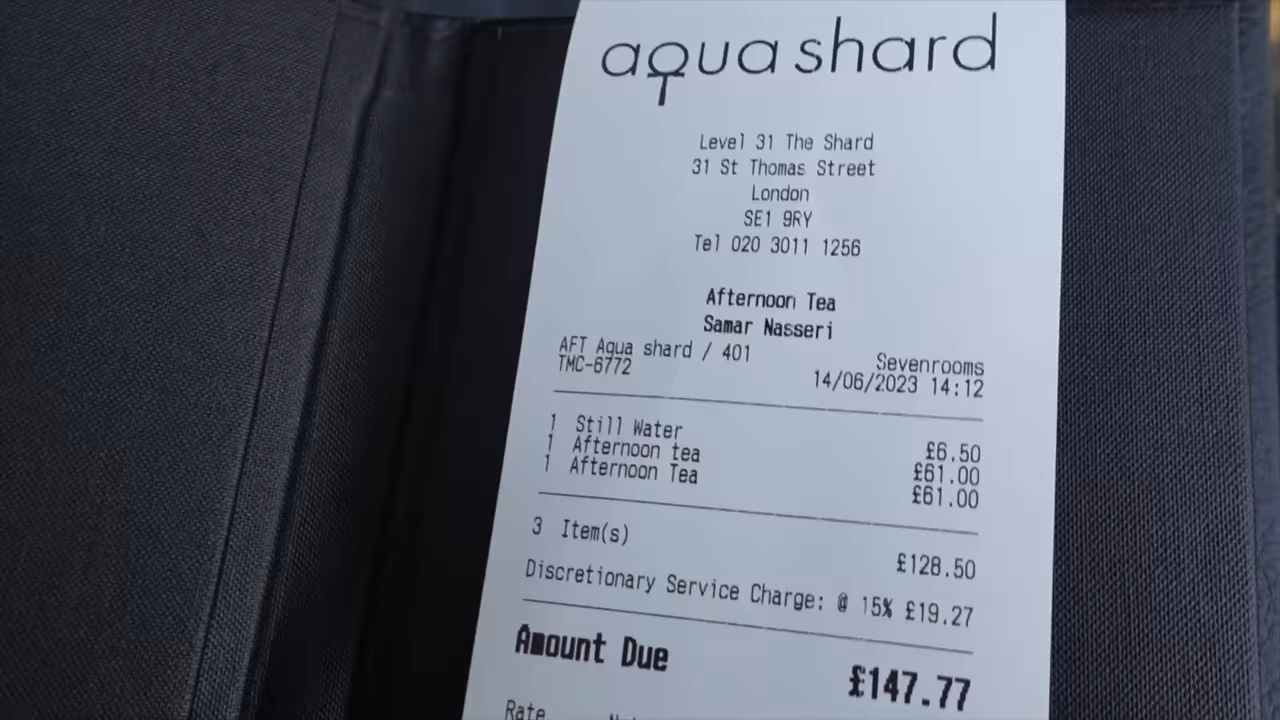 aqua shard
Level 31 The Shard
31 St Thomas Street
London
SE1 9RY
Tel 020 3011 1256
Afternoon Tea
Samar Nasseri
AFT Aqua shard / 401 Sevenrooms
TMC-6772 14/06/2023 14:12
1 Still Water £6.50
1 Afternoon tea £61.00
1 Afternoon Tea £61.00
3 Item(s) £128.50
Discretionary Service Charge: @ 15% £19.27
Amount Due £147.77
Rate